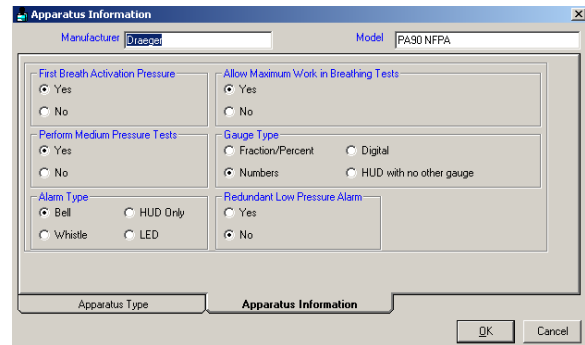 Apparatus Information
Manufacturer Draeger Model PA90 NFPA
First Breath Activation Pressure
Yes
No
Allow Maximum Work in Breathing Tests
Yes
No
Perform Medium Pressure Tests
Yes
No
Gauge Type
Fraction/Percent Digital
Numbers HUD with no other gauge
Alarm Type
Bell HUD Only
Whistle LED
Redundant Low Pressure Alarm
Yes
No
Apparatus Type Apparatus Information
OK Cancel